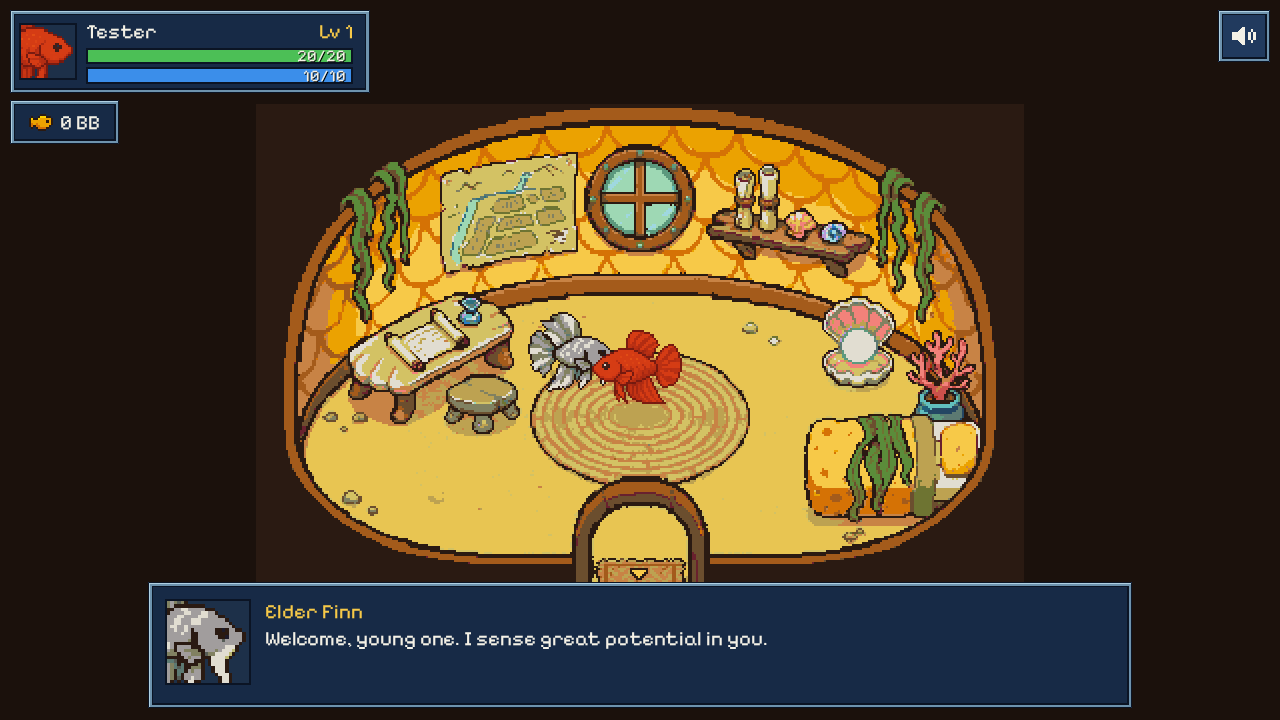 Tester Lv 1
20/20
10/10
0 BB
Elder Finn
Welcome, young one. I sense great potential in you.